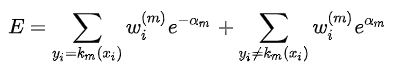 $E = \sum_{y_i = k_m(x_i)} w_i^{(m)} e^{-\alpha_m} + \sum_{y_i \neq k_m(x_i)} w_i^{(m)} e^{\alpha_m}$